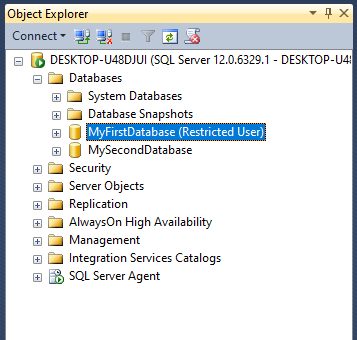 Object Explorer
Connect
DESKTOP-U48DJUI (SQL Server 12.0.6329.1 - DESKTOP-U48
Databases
System Databases
Database Snapshots
MyFirstDatabase (Restricted User)
MySecondDatabase
Security
Server Objects
Replication
AlwaysOn High Availability
Management
Integration Services Catalogs
SQL Server Agent